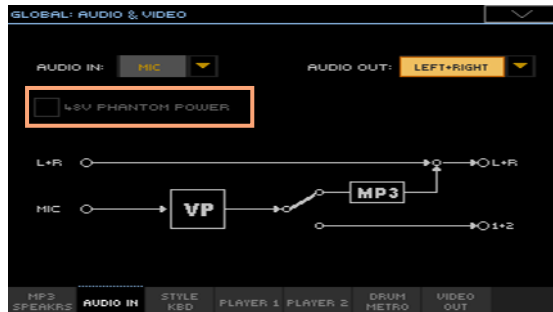 GLOBAL: AUDIO & VIDEO
AUDIO IN: MIC AUDIO OUT: LEFT+RIGHT
48V PHANTOM POWER
L+R L+R
MP3
MIC VP
1+2
MP3 SPEAKRS AUDIO IN STYLE KBD PLAYER 1 PLAYER 2 DRUM METRO VIDEO OUT